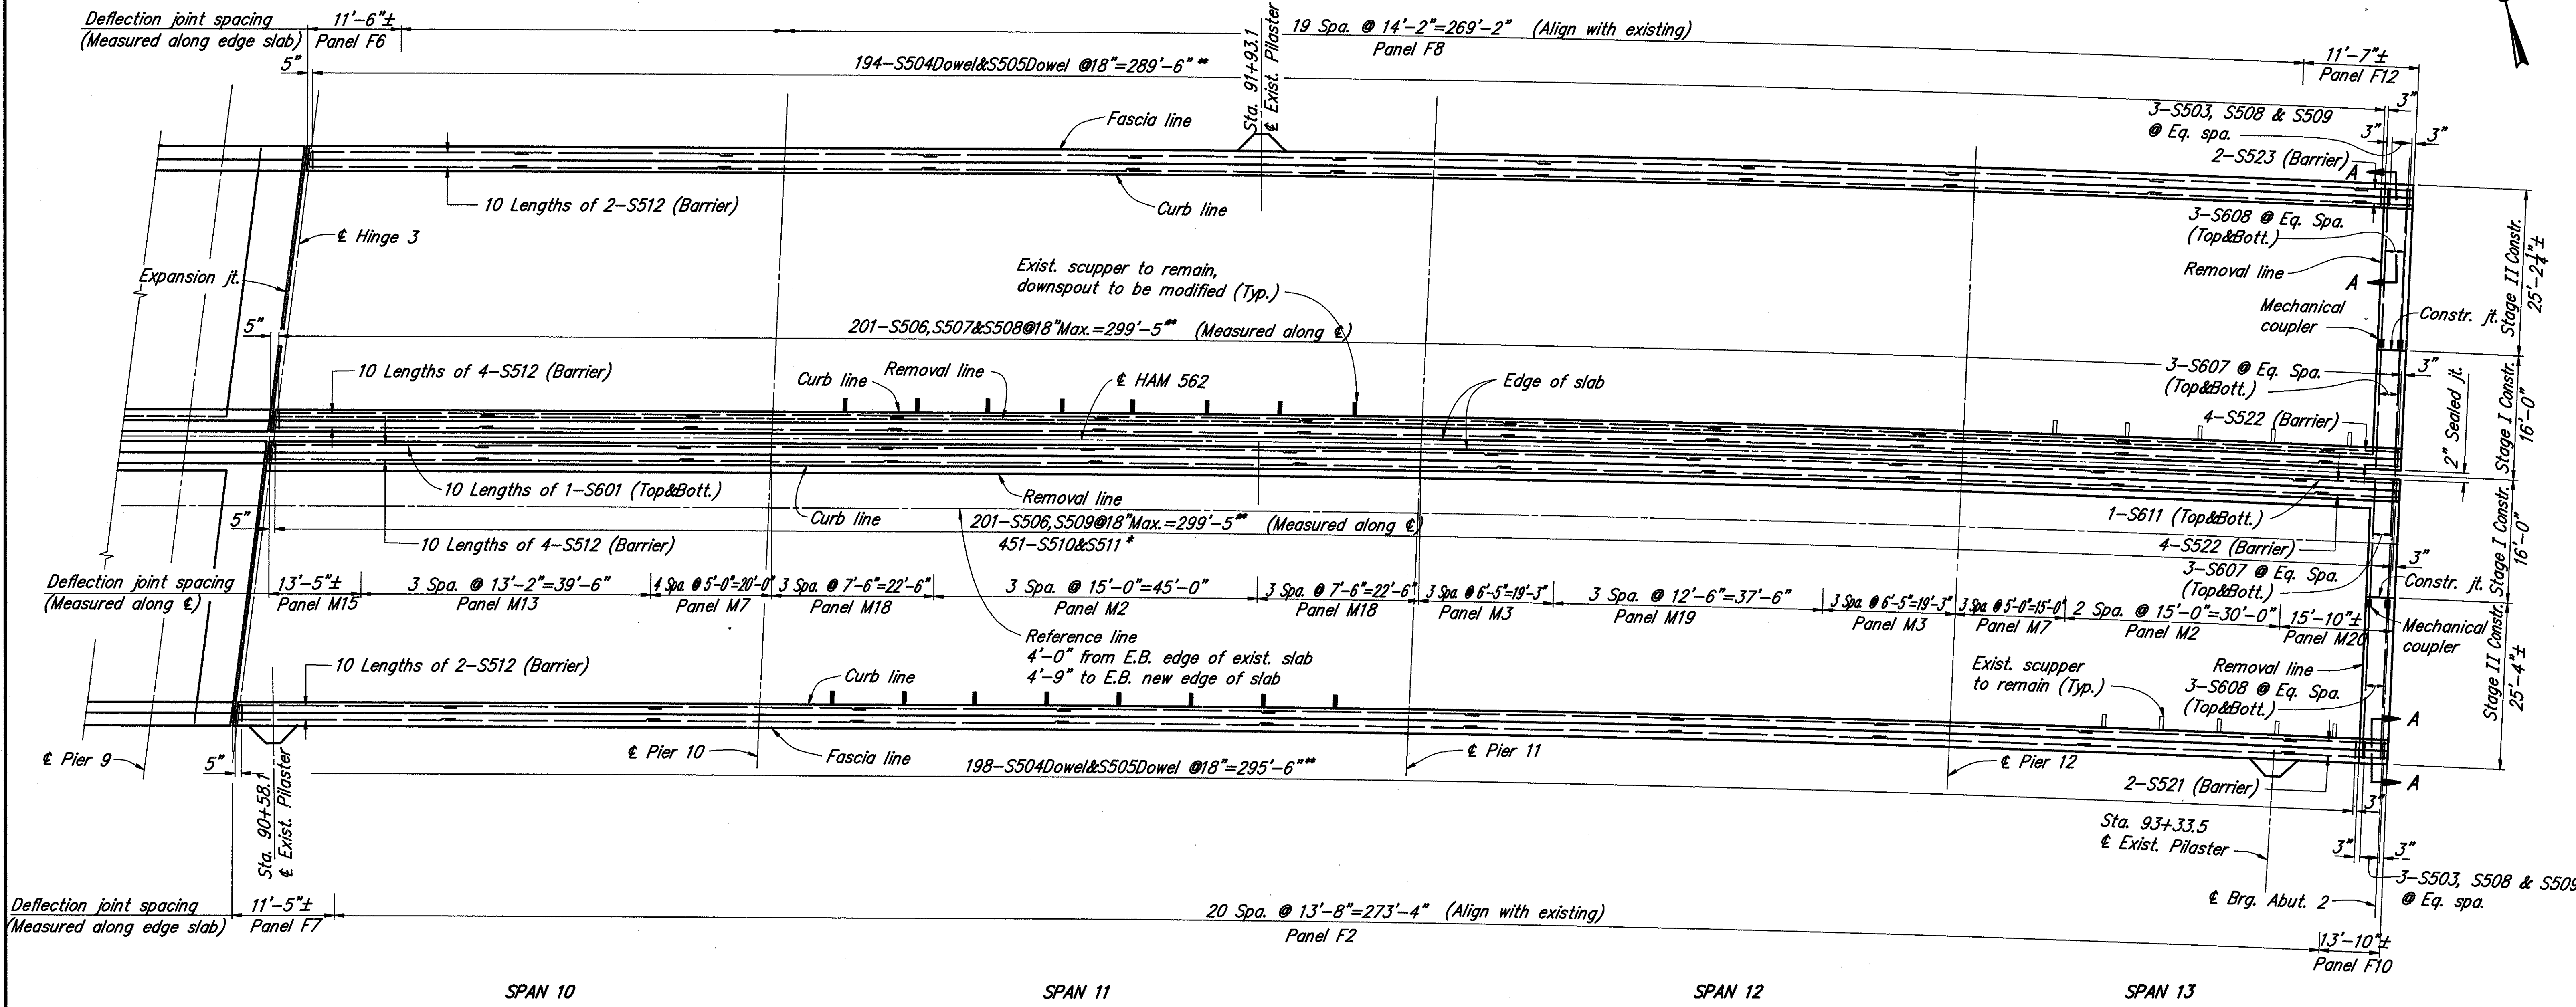 Deflection joint spacing
(Measured along edge slab)
11'-6"±
Panel F6
19 Spa. @ 14'-2"=269'-2" (Align with existing)
Panel F8
11'-7"±
Panel F12
5"
194-S504Dowel&S505Dowel @18"=289'-6" **
Sta. 91+93.1
℄ Exist. Pilaster
3"
3-S503, S508 & S509
@ Eq. spa.
3"
3"
2-S523 (Barrier)
A
Fascia line
10 Lengths of 2-S512 (Barrier)
Curb line
3-S608 @ Eq. Spa.
(Top&Bott.)
℄ Hinge 3
Removal line
A
Expansion jt.
Exist. scupper to remain,
downspout to be modified (Typ.)
Stage II Constr.
25'-2¼"±
Mechanical
coupler
Constr. jt.
5"
201-S506,S507&S508@18"Max.=299'-5"** (Measured along ℄)
3-S607 @ Eq. Spa.
(Top&Bott.)
3"
10 Lengths of 4-S512 (Barrier)
Curb line
Removal line
℄ HAM 562
Edge of slab
4-S522 (Barrier)
2" Sealed jt.
Stage I Constr.
16'-0"
10 Lengths of 1-S601 (Top&Bott.)
Removal line
Curb line
5"
201-S506,S509@18"Max.=299'-5"** (Measured along ℄)
451-S510&S511 *
1-S611 (Top&Bott.)
10 Lengths of 4-S512 (Barrier)
4-S522 (Barrier)
3"
Stage I Constr.
16'-0"
3-S607 @ Eq. Spa.
(Top&Bott.)
Constr. jt.
Deflection joint spacing
(Measured along ℄)
13'-5"±
Panel M15
3 Spa. @ 13'-2"=39'-6"
Panel M13
4 Spa. @ 5'-0"=20'-0"
Panel M7
3 Spa. @ 7'-6"=22'-6"
Panel M18
3 Spa. @ 15'-0"=45'-0"
Panel M2
3 Spa. @ 7'-6"=22'-6"
Panel M18
3 Spa. @ 6'-5"=19'-3"
Panel M3
3 Spa. @ 12'-6"=37'-6"
Panel M19
3 Spa. @ 6'-5"=19'-3"
Panel M3
3 Spa. @ 5'-0"=15'-0"
Panel M7
2 Spa. @ 15'-0"=30'-0"
Panel M2
15'-10"±
Panel M20
Mechanical
coupler
Reference line
4'-0" from E.B. edge of exist. slab
4'-9" to E.B. new edge of slab
10 Lengths of 2-S512 (Barrier)
Curb line
Exist. scupper
to remain (Typ.)
Removal line
3-S608 @ Eq. Spa.
(Top&Bott.)
Stage II Constr.
25'-4"±
A
℄ Pier 9
5"
℄ Pier 10
Fascia line
℄ Pier 11
198-S504Dowel&S505Dowel @18"=295'-6"**
℄ Pier 12
2-S521 (Barrier)
A
3"
Sta. 90+58.1
℄ Exist. Pilaster
Sta. 93+33.5
℄ Exist. Pilaster
3"
3"
3-S503, S508 & S509
@ Eq. spa.
℄ Brg. Abut. 2
Deflection joint spacing
(Measured along edge slab)
11'-5"±
Panel F7
20 Spa. @ 13'-8"=273'-4" (Align with existing)
Panel F2
13'-10"±
Panel F10
SPAN 10
SPAN 11
SPAN 12
SPAN 13